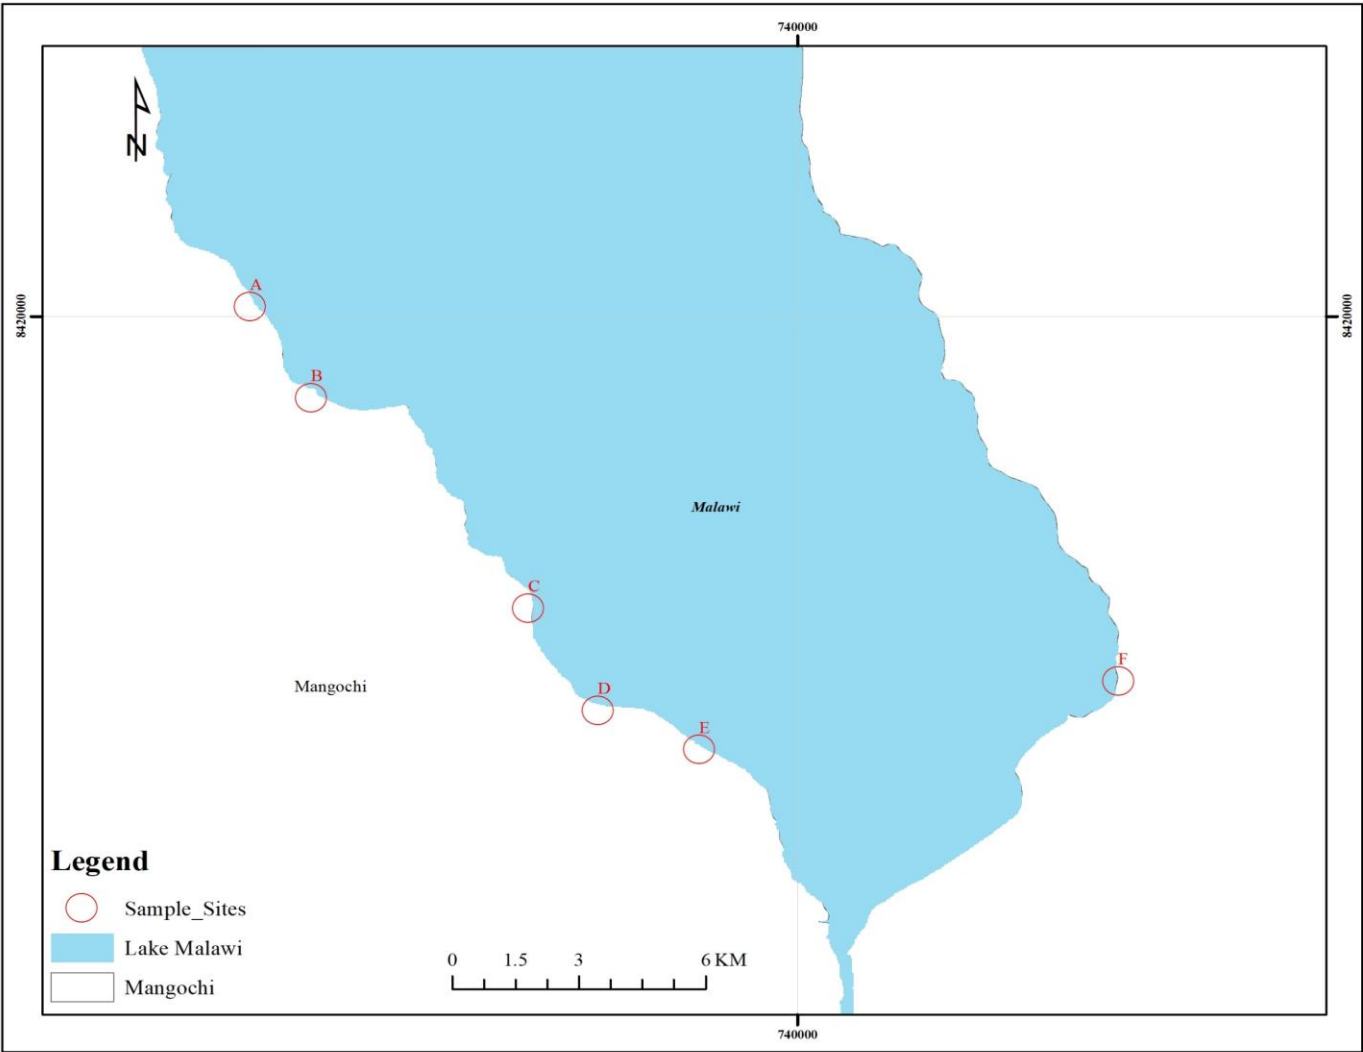 740000
N
A
8420000
8420000
B
Malawi
C
F
Mangochi
D
E
Legend
Sample_Sites
Lake Malawi
Mangochi
0 1.5 3 6 KM
740000